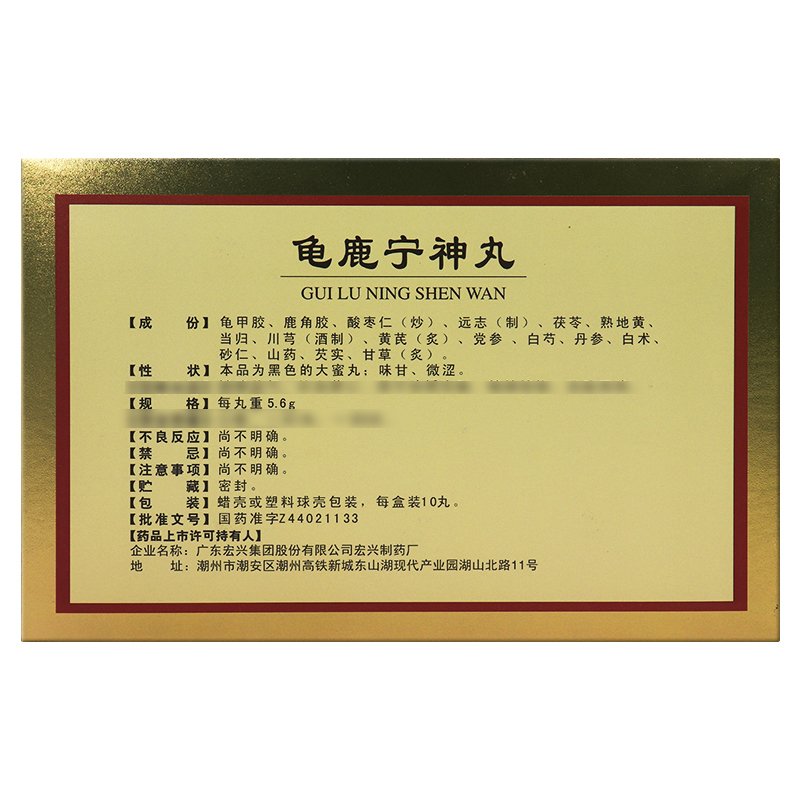 龟鹿宁神丸
GUI LU NING SHEN WAN
【成　份】龟甲胶、鹿角胶、酸枣仁（炒）、远志（制）、茯苓、熟地黄、
当归、川芎（酒制）、黄芪（炙）、党参、白芍、丹参、白术、
砂仁、山药、芡实、甘草（炙）。
【性　状】本品为黑色的大蜜丸；味甘、微涩。
【规　格】每丸重5.6g
【不良反应】尚不明确。
【禁　忌】尚不明确。
【注意事项】尚不明确。
【贮　藏】密封。
【包　装】蜡壳或塑料球壳包装，每盒装10丸。
【批准文号】国药准字Z44021133
【药品上市许可持有人】
企业名称：广东宏兴集团股份有限公司宏兴制药厂
地　址：潮州市潮安区潮州高铁新城东山湖现代产业园湖山北路11号